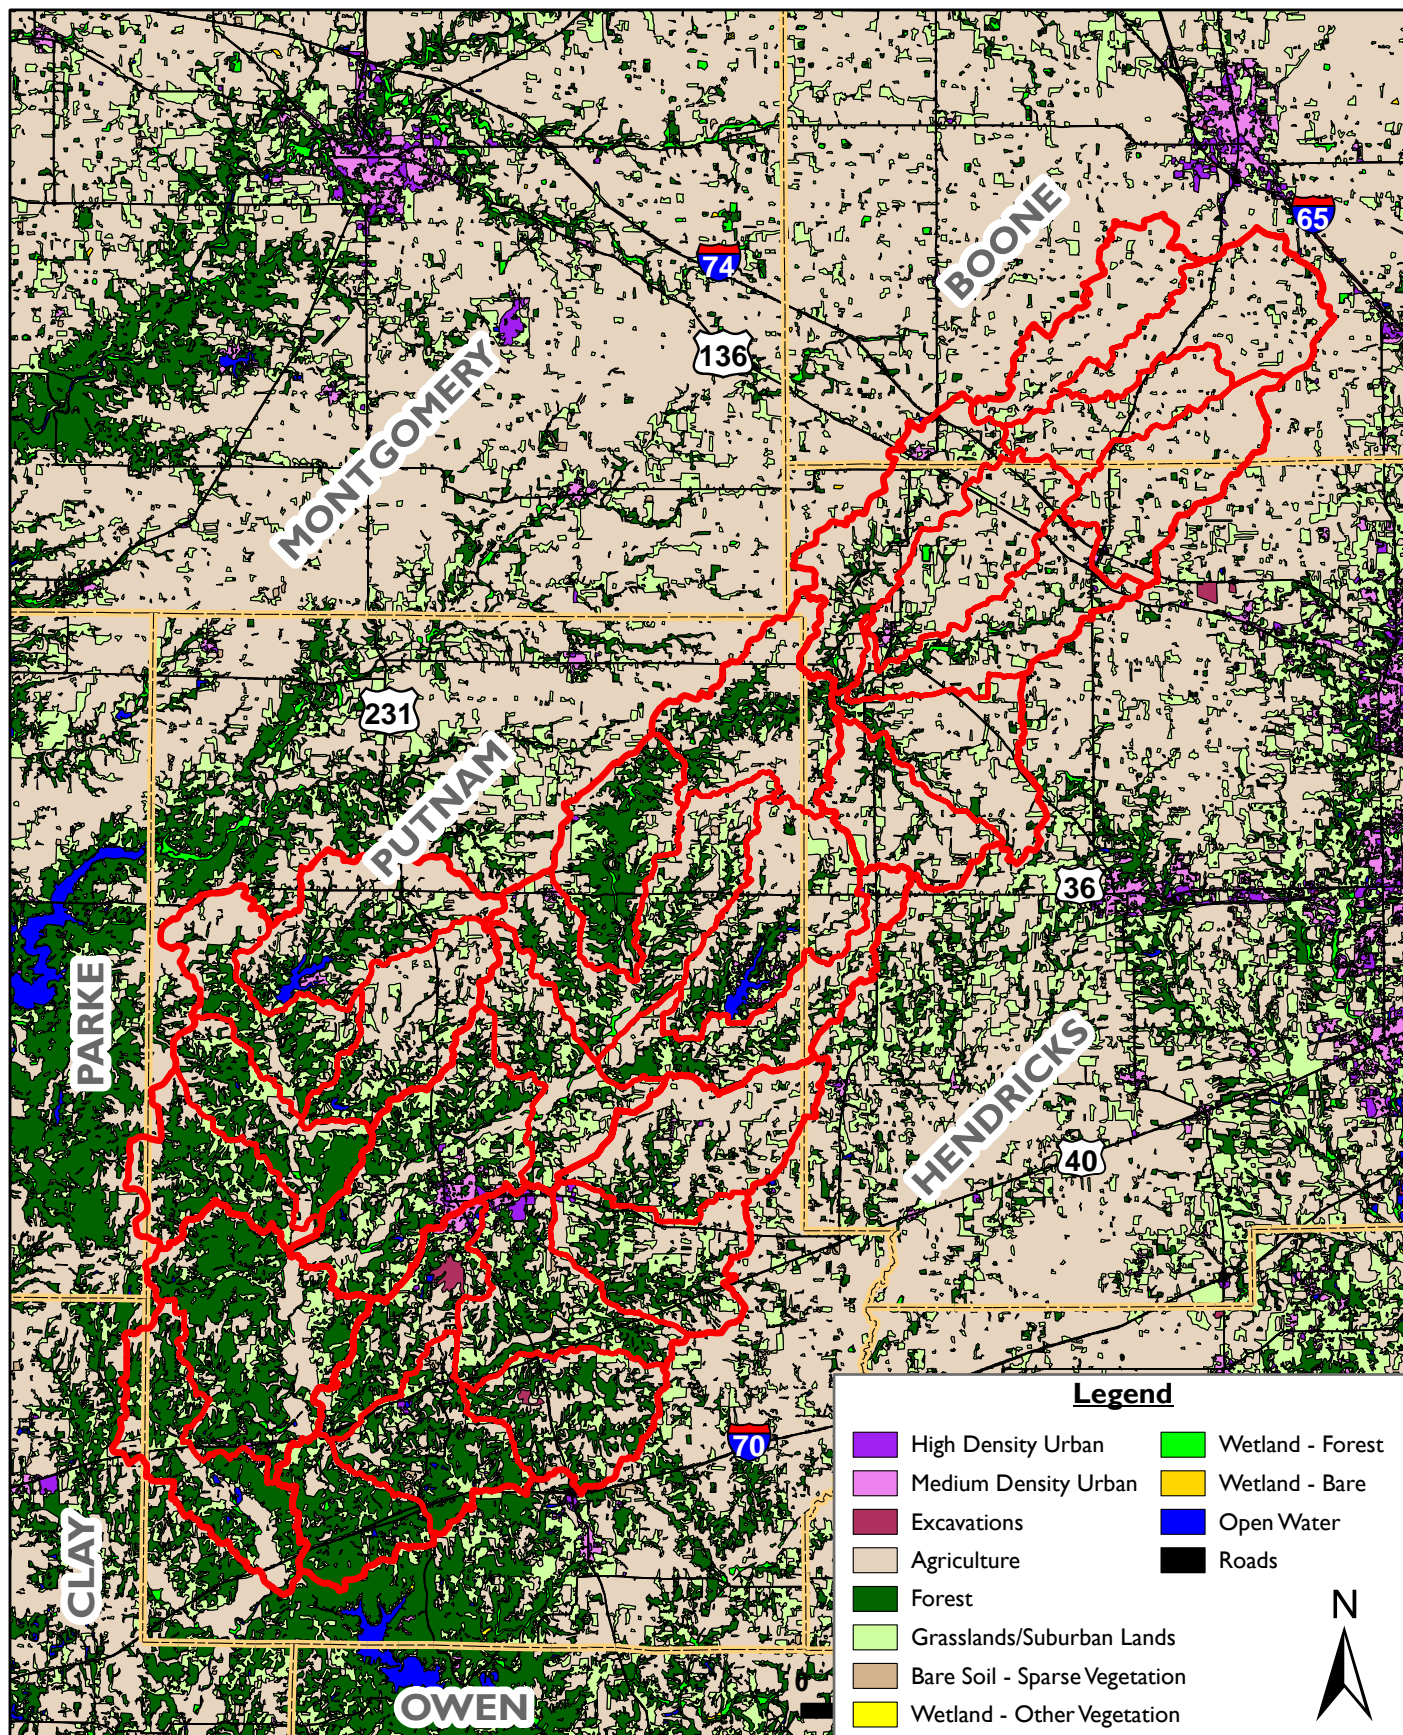 BOONE
65
74
136
MONTGOMERY
231
PUTNAM
36
PARKE
HENDRICKS
40
70
CLAY
OWEN
0
Legend
High Density Urban
Medium Density Urban
Excavations
Agriculture
Forest
Grasslands/Suburban Lands
Bare Soil - Sparse Vegetation
Wetland - Other Vegetation
Wetland - Forest
Wetland - Bare
Open Water
Roads
N